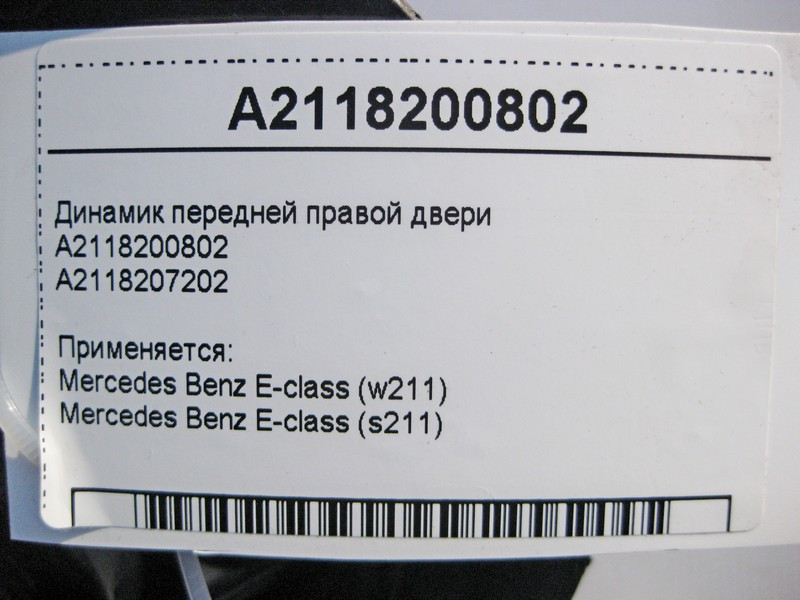 A2118200802
Динамик передней правой двери
A2118200802
A2118207202
Применяется:
Mercedes Benz E-class (w211)
Mercedes Benz E-class (s211)